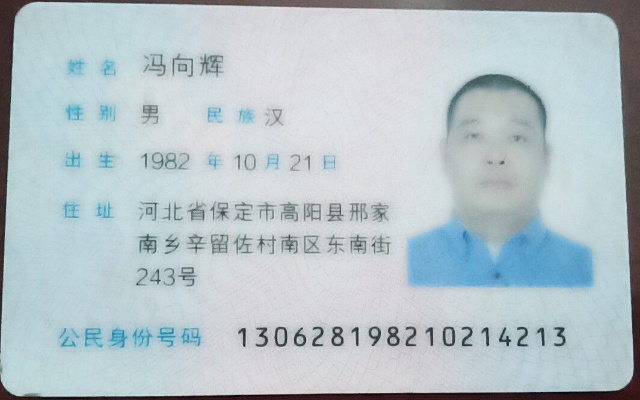 姓名 冯向辉
性别 男 民族 汉
出生 1982 年 10 月 21 日
住址 河北省保定市高阳县邢家
南乡辛留佐村南区东南街
243号
公民身份号码 130628198210214213